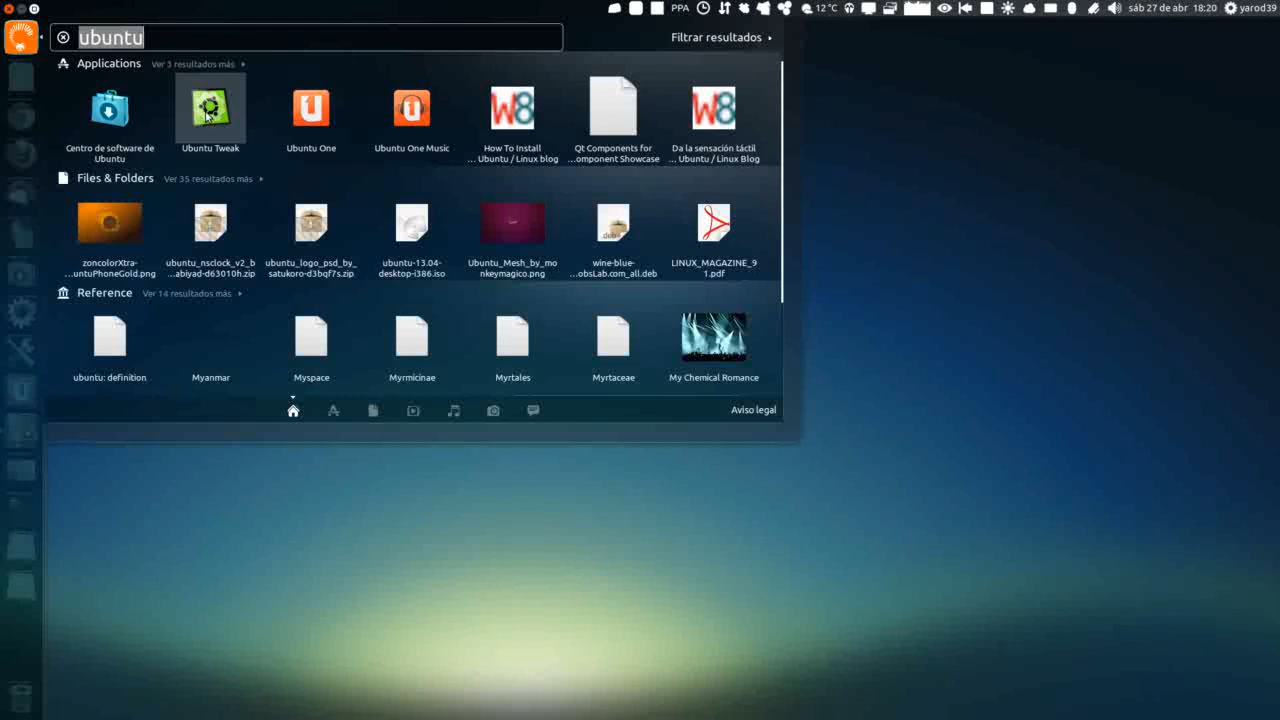 PPA 12°C sáb 27 de abr 18:20 yarod39
ubuntu
Filtrar resultados
Applications Ver 3 resultados más
Centro de software de
Ubuntu
Ubuntu Tweak
Ubuntu One
Ubuntu One Music
How To Install
... Ubuntu / Linux blog
Qt Components for
...omponent Showcase
Da la sensación táctil
... Ubuntu / Linux Blog
Files & Folders Ver 35 resultados más
zoncolorXtra-
...untuPhoneGold.png
ubuntu_nsclock_v2_b
...abiyad-d63010h.zip
ubuntu_logo_psd_by_
satukoro-d3bqf7s.zip
ubuntu-13.04-
desktop-i386.iso
Ubuntu_Mesh_by_mo
nkeymagico.png
wine-blue-
...obsLab.com_all.deb
LINUX_MAGAZINE_9
1.pdf
Reference Ver 14 resultados más
ubuntu: definition
Myanmar
Myspace
Myrmicinae
Myrtales
Myrtaceae
My Chemical Romance
Aviso legal